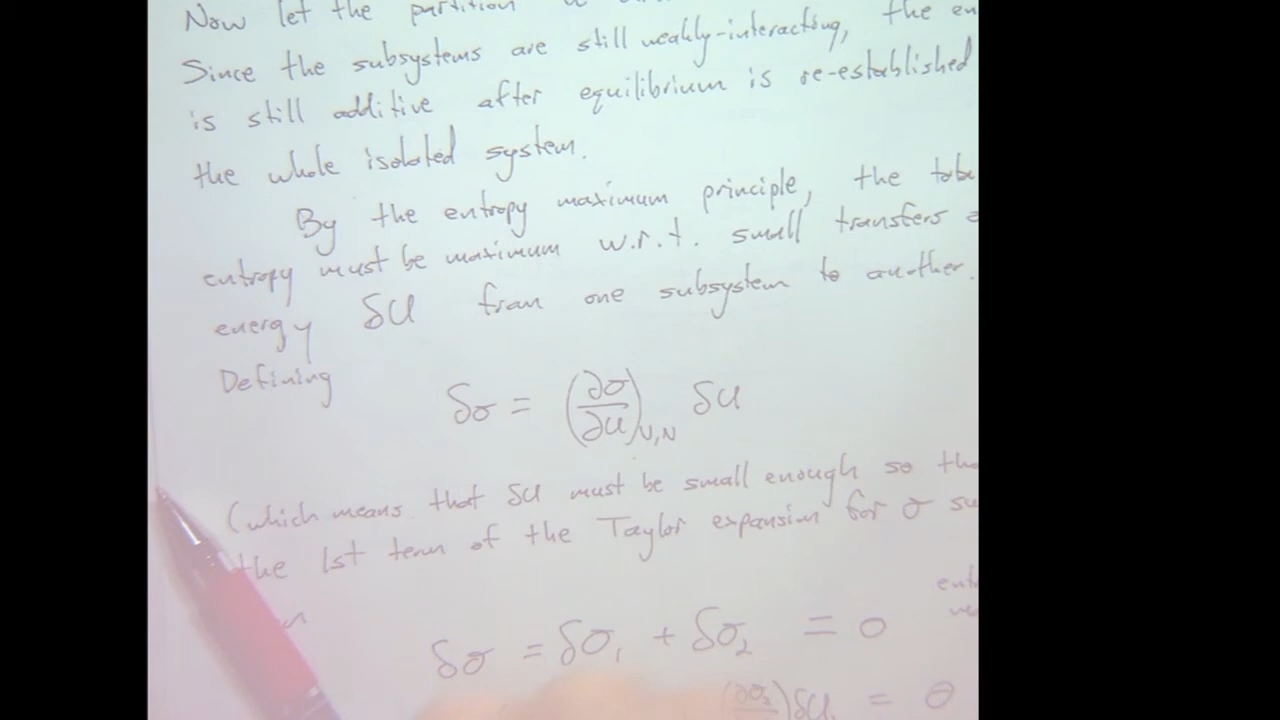 Now let the partition
Since the subsystems are still weakly-interacting, the en
is still additive after equilibrium is re-established
the whole isolated system.
By the entropy maximum principle, the
entropy must be maximum w.r.t. small transfers
energy δU from one subsystem to another.
Defining
δσ = (∂σ/∂U)_{V,N} δU
(which means that δU must be small enough so tha
the 1st term of the Taylor expansion for σ su
δσ = δσ₁ + δσ₂ = 0
δU = 0